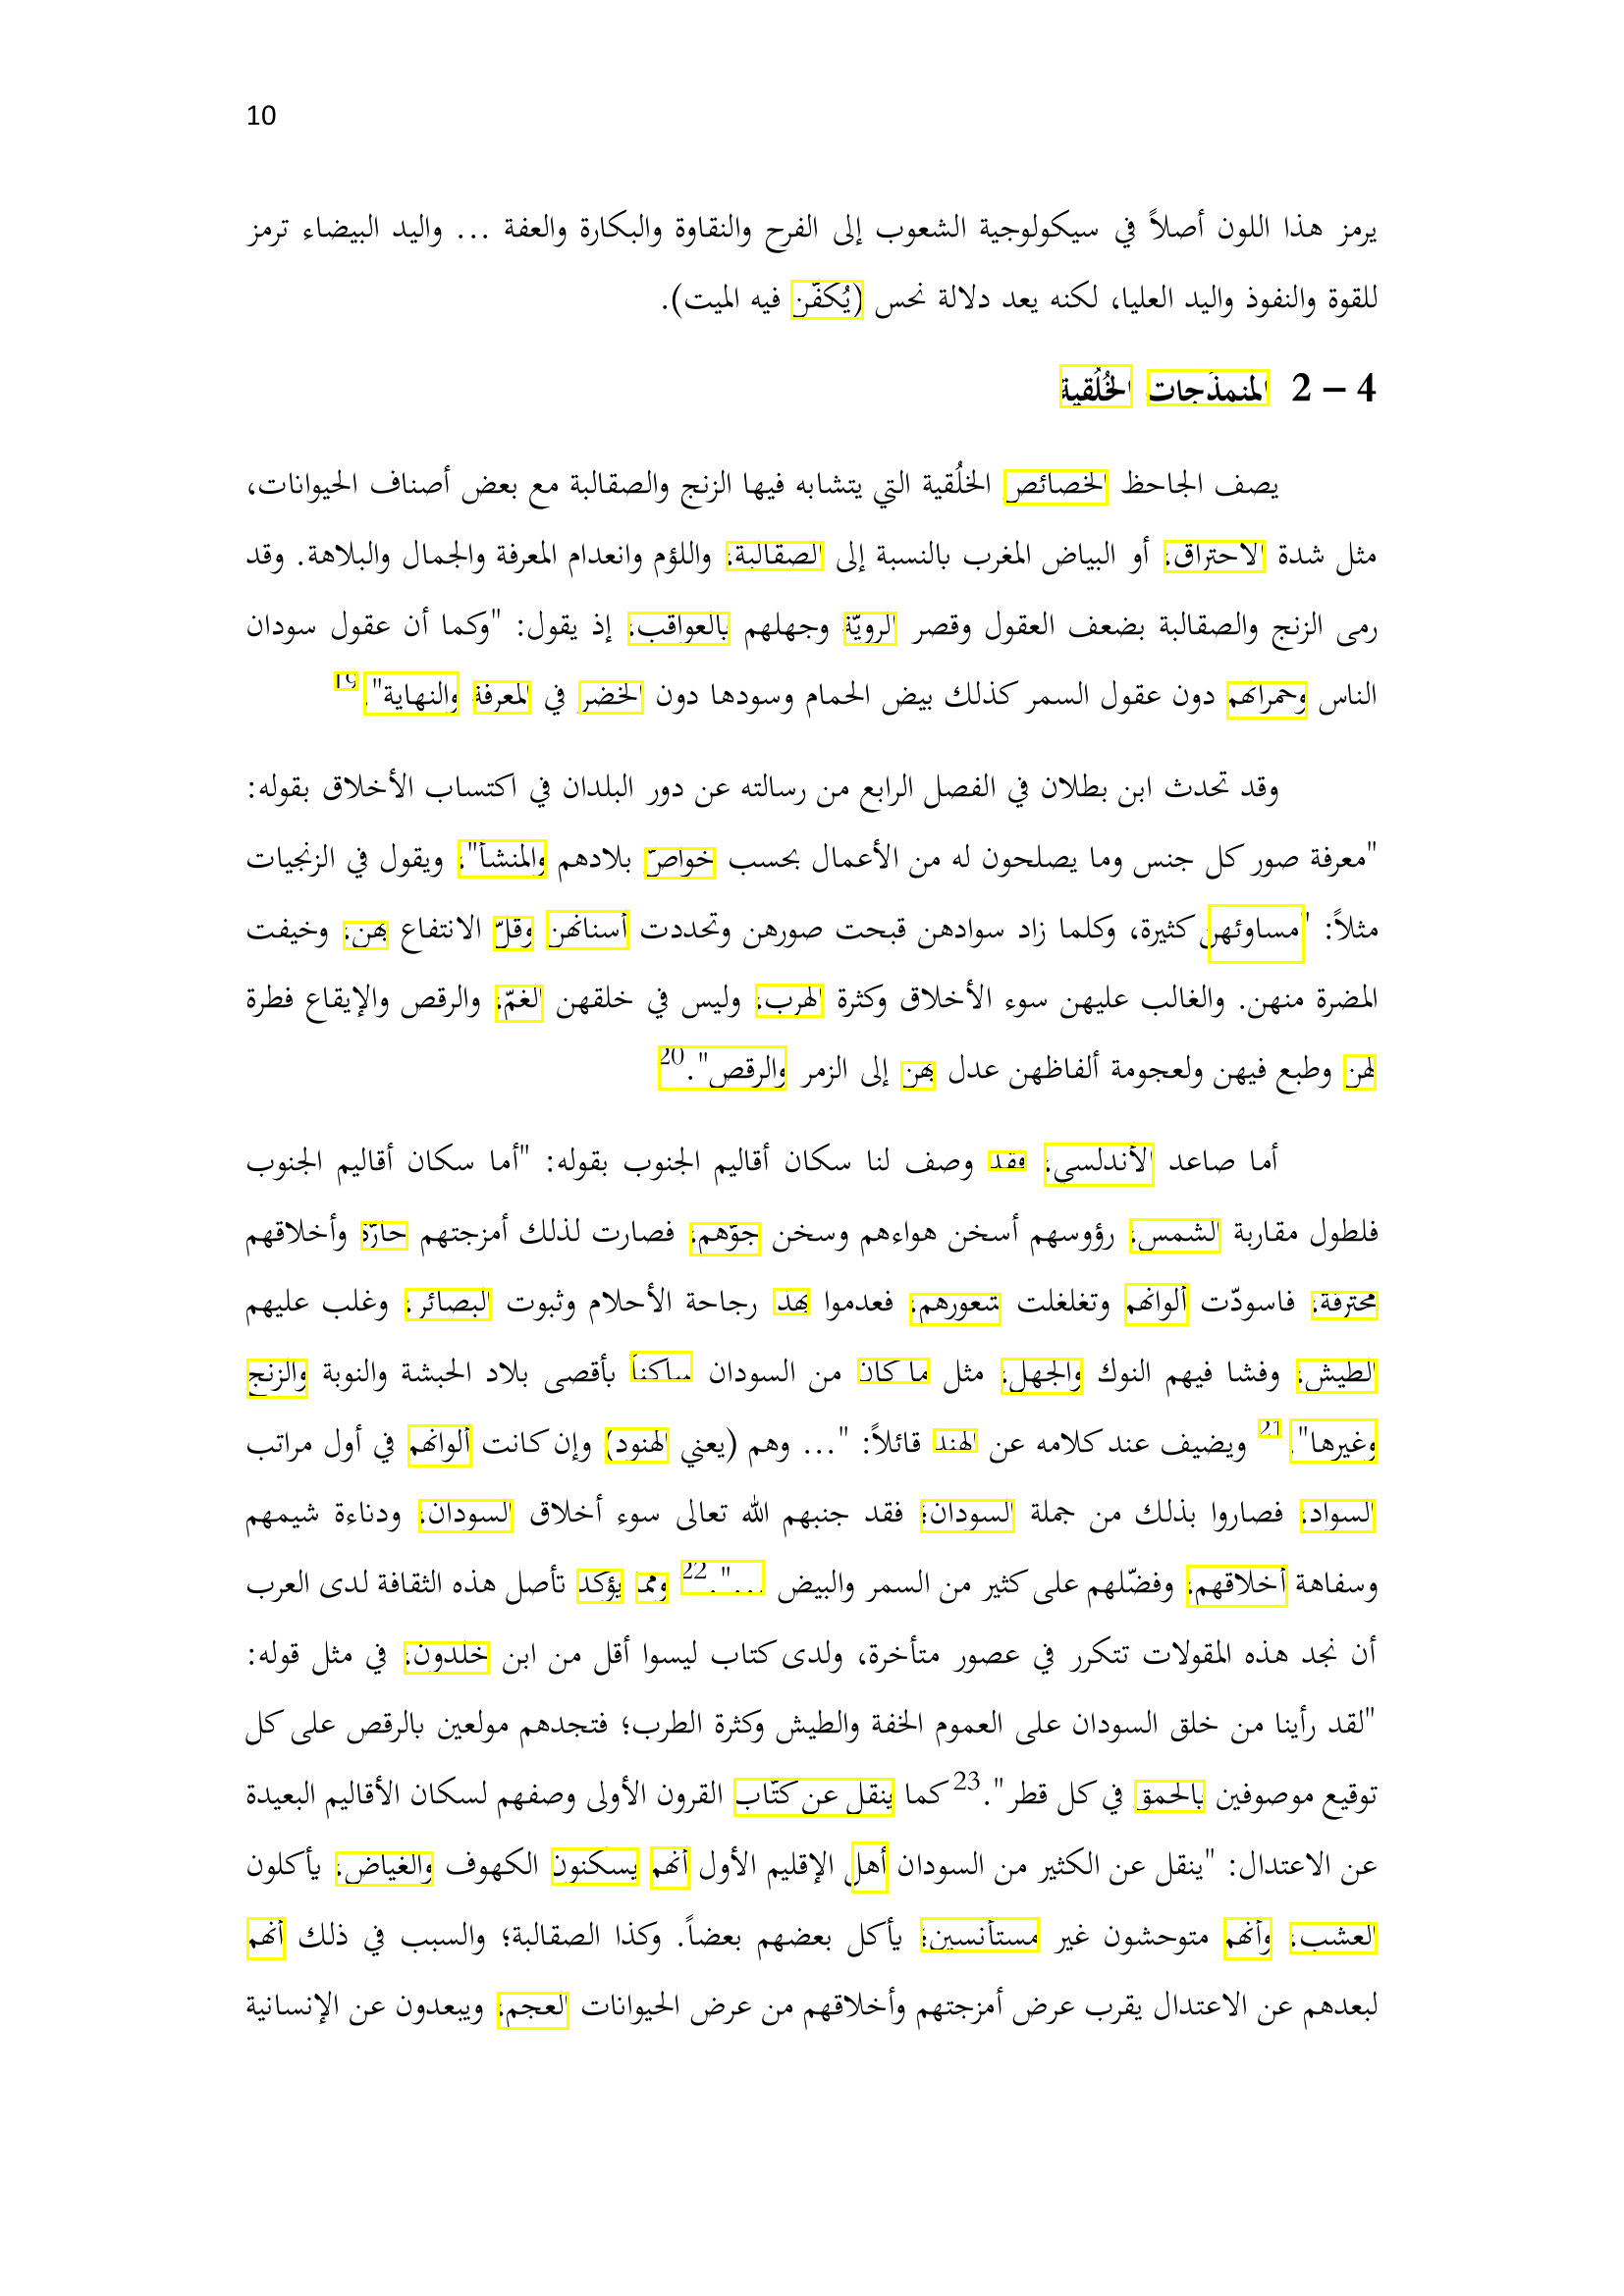 10
يرمز هذا اللون أصلاً في سيكولوجية الشعوب إلى الفرح والنقاوة والبكارة والعفة ... واليد البيضاء ترمز
للقوة والنفوذ واليد العليا، لكنه يعد دلالة نحس (يُكفّن فيه الميت).
4 – 2 المنمذَجات الخُلُقية
يصف الجاحظ الخصائص الخلُقية التي يتشابه فيها الزنج والصقالبة مع بعض أصناف الحيوانات،
مثل شدة الاحتراق، أو البياض المغرب بالنسبة إلى الصقالبة، واللؤم وانعدام المعرفة والجمال والبلاهة. وقد
رمى الزنج والصقالبة بضعف العقول وقصر الرويّة وجهلهم بالعواقب، إذ يقول: "وكما أن عقول سودان
الناس وحمرانهم دون عقول السمر كذلك بيض الحمام وسودها دون الخضر في المعرفة والنهاية".19
وقد تحدث ابن بطلان في الفصل الرابع من رسالته عن دور البلدان في اكتساب الأخلاق بقوله:
"معرفة صور كل جنس وما يصلحون له من الأعمال بحسب خواصّ بلادهم والمنشأ"، ويقول في الزنجيات
مثلاً: "مساوئهن كثيرة، وكلما زاد سوادهن قبحت صورهن وتحددت أسنانهن وقلّ الانتفاع بهن، وخيفت
المضرة منهن. والغالب عليهن سوء الأخلاق وكثرة الهرب، وليس في خلقهن الغمّ، والرقص والإيقاع فطرة
لهن وطبع فيهن ولعجومة ألفاظهن عدل بهن إلى الزمر والرقص".20
أما صاعد الأندلسي، فقد وصف لنا سكان أقاليم الجنوب بقوله: "أما سكان أقاليم الجنوب
فلطول مقاربة الشمس، رؤوسهم أسخن هواءهم وسخن جوّهم، فصارت لذلك أمزجتهم حارّة وأخلاقهم
محترقة، فاسودّت ألوانهم وتغلغلت شعورهم، فعدموا بهذ رجاحة الأحلام وثبوت البصائر، وغلب عليهم
الطيش، وفشا فيهم النوك والجهل، مثل ما كان من السودان ساكناً بأقصى بلاد الحبشة والنوبة والزنج
وغيرها".21 ويضيف عند كلامه عن الهند قائلاً: "... وهم (يعني الهنود) وإن كانت ألوانهم في أول مراتب
السواد، فصاروا بذلك من جملة السودان، فقد جنبهم الله تعالى سوء أخلاق السودان، ودناءة شيمهم
وسفاهة أخلاقهم، وفضّلهم على كثير من السمر والبيض ...".22 ومما يؤكد تأصل هذه الثقافة لدى العرب
أن نجد هذه المقولات تتكرر في عصور متأخرة، ولدى كتاب ليسوا أقل من ابن خلدون، في مثل قوله:
"لقد رأينا من خلق السودان على العموم الخفة والطيش وكثرة الطرب؛ فتجدهم مولعين بالرقص على كل
توقيع موصوفين بالحمق في كل قطر".23 كما ينقل عن كتّاب القرون الأولى وصفهم لسكان الأقاليم البعيدة
عن الاعتدال: "ينقل عن الكثير من السودان أهل الإقليم الأول أنهم يسكنون الكهوف والغياض، يأكلون
العشب، وأنهم متوحشون غير مستأنسين، يأكل بعضهم بعضاً. وكذا الصقالبة؛ والسبب في ذلك أنهم
لبعدهم عن الاعتدال يقرب عرض أمزجتهم وأخلاقهم من عرض الحيوانات العجم، ويبعدون عن الإنسانية